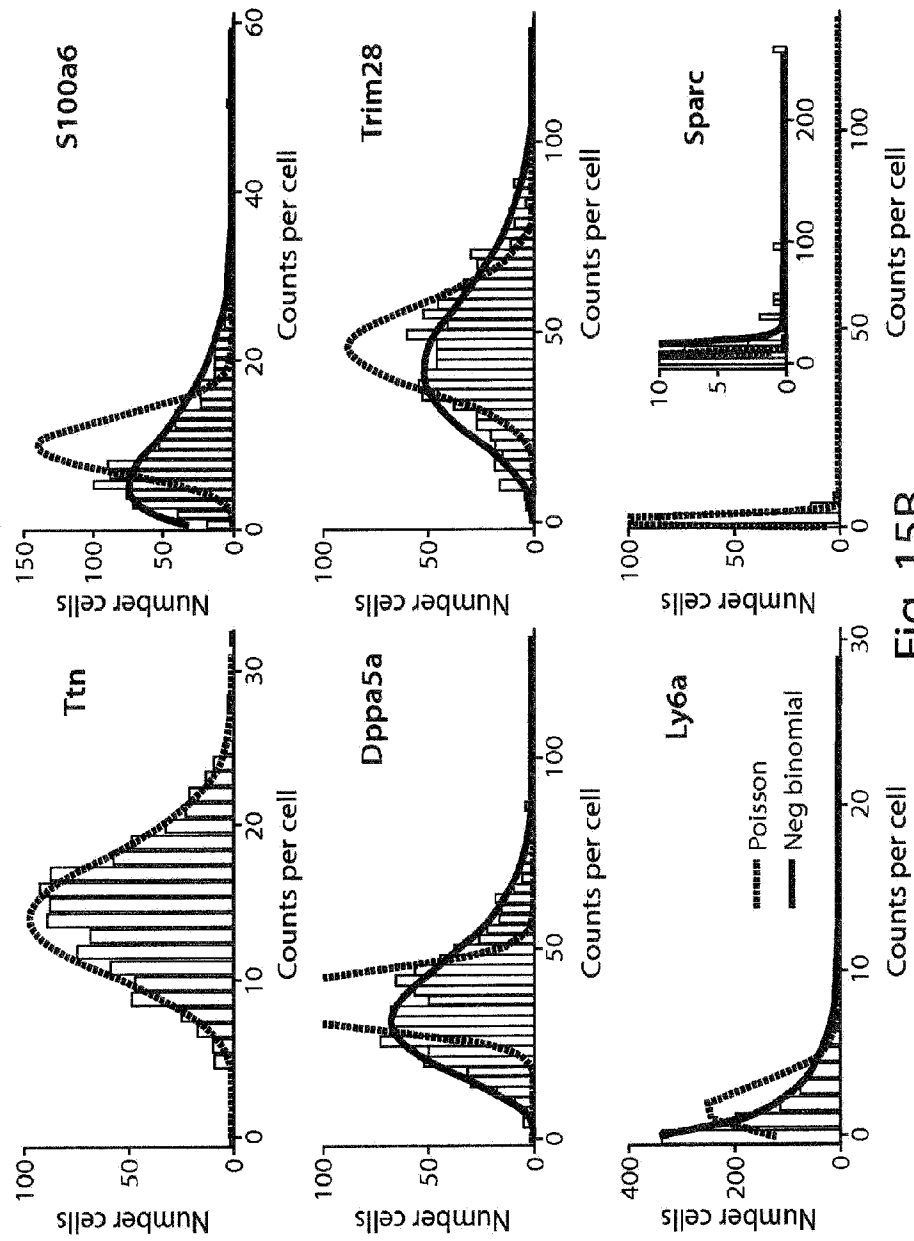 Ttn
Number cells
100
50
0
0
10
20
30
Counts per cell
S100a6
Number cells
150
100
50
0
0
20
40
60
Counts per cell
Dppa5a
Number cells
100
50
0
0
50
100
Counts per cell
Trim28
Number cells
100
50
0
0
50
100
Counts per cell
Ly6a
Number cells
400
200
0
Poisson
Neg binomial
0
10
20
30
Counts per cell
Sparc
Number cells
100
50
0
10
5
0
0
100
200
0
50
100
Counts per cell
Fig. 15B